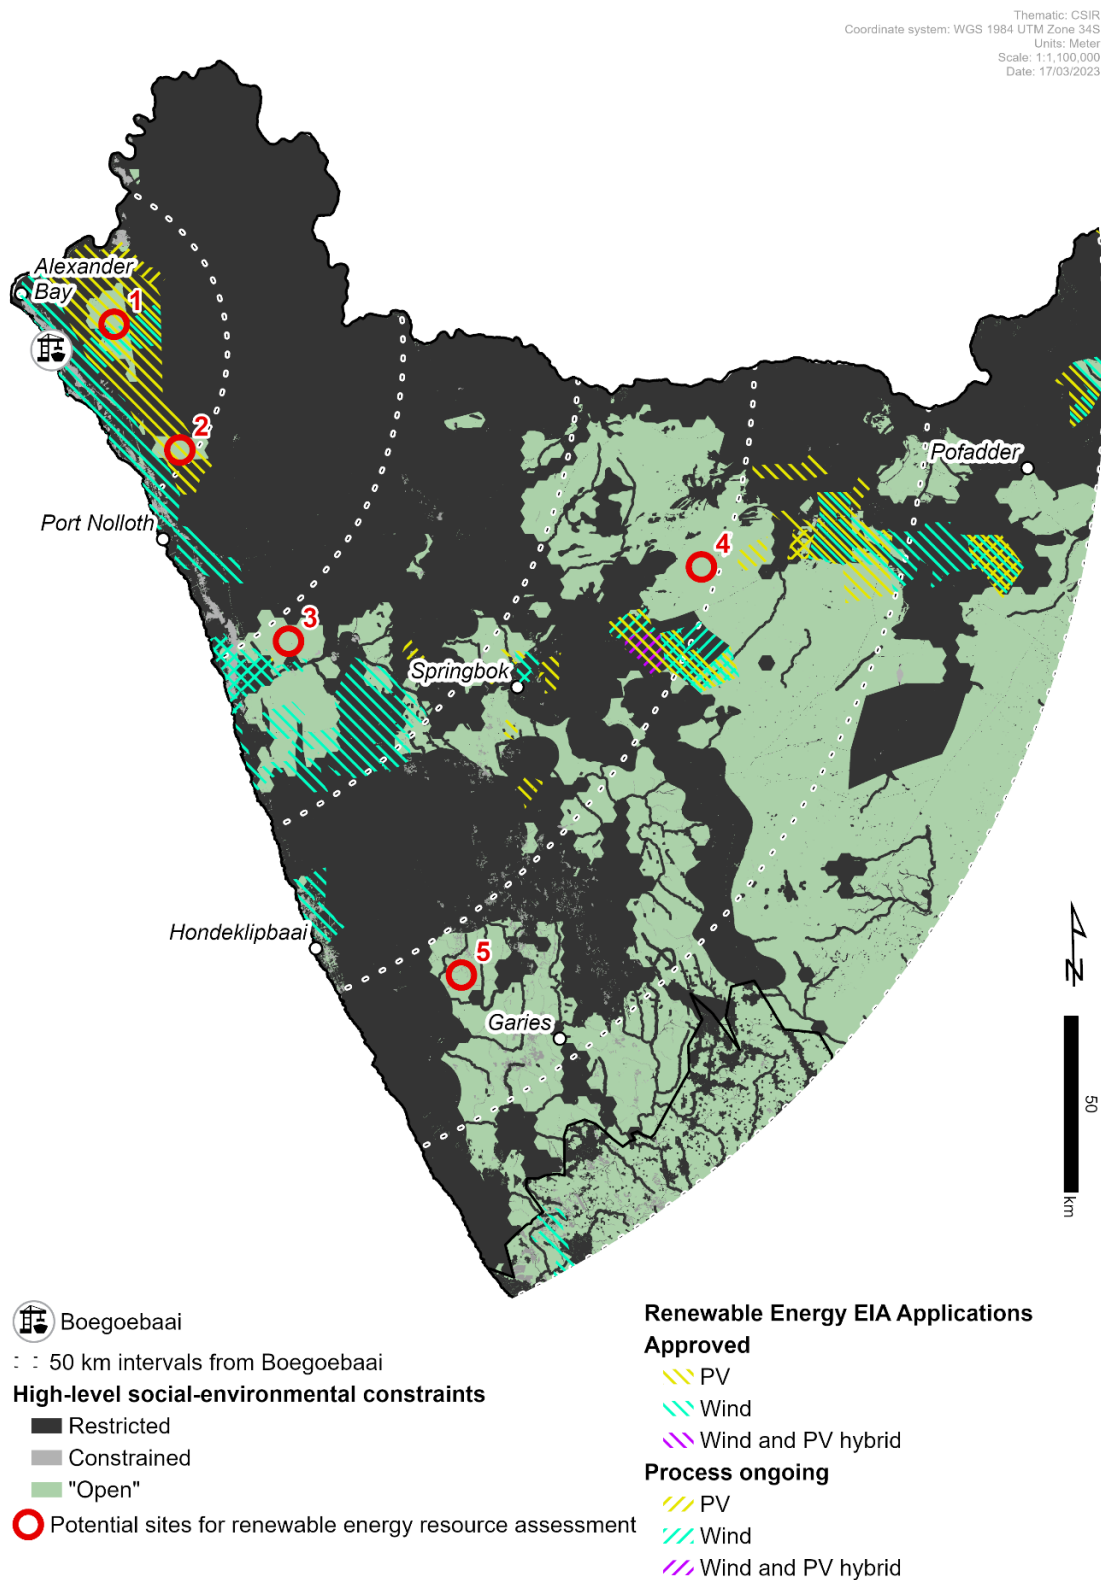 Thematic: CSIR
Coordinate system: WGS 1984 UTM Zone 34S
Units: Meter
Scale: 1:1,100,000
Date: 17/03/2023
Alexander
Bay
1
2
Pofadder
Port Nolloth
4
3
Springbok
Hondeklipbaai
5
Garies
N
50
km
Boegoebaai
50 km intervals from Boegoebaai
High-level social-environmental constraints
Restricted
Constrained
"Open"
Potential sites for renewable energy resource assessment
Renewable Energy EIA Applications
Approved
PV
Wind
Wind and PV hybrid
Process ongoing
PV
Wind
Wind and PV hybrid